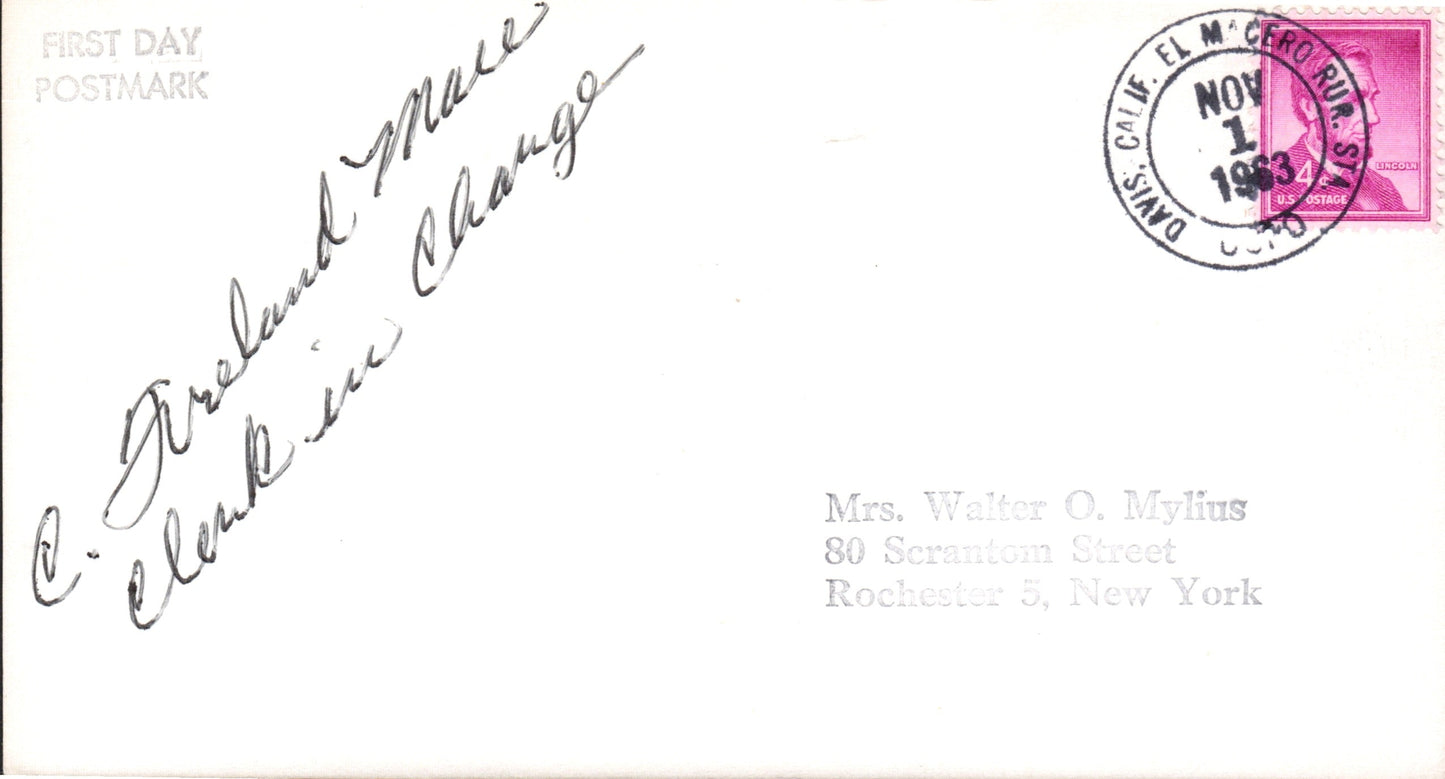 FIRST DAY
POSTMARK
C. Ireland Mace
Clerk in Charge
DAVIS, CALIF. EL MACERO RUR. STA
NOV
1
1963
LINCOLN
4¢
U.S. POSTAGE
Mrs. Walter O. Mylius
80 Scrantom Street
Rochester 5, New York